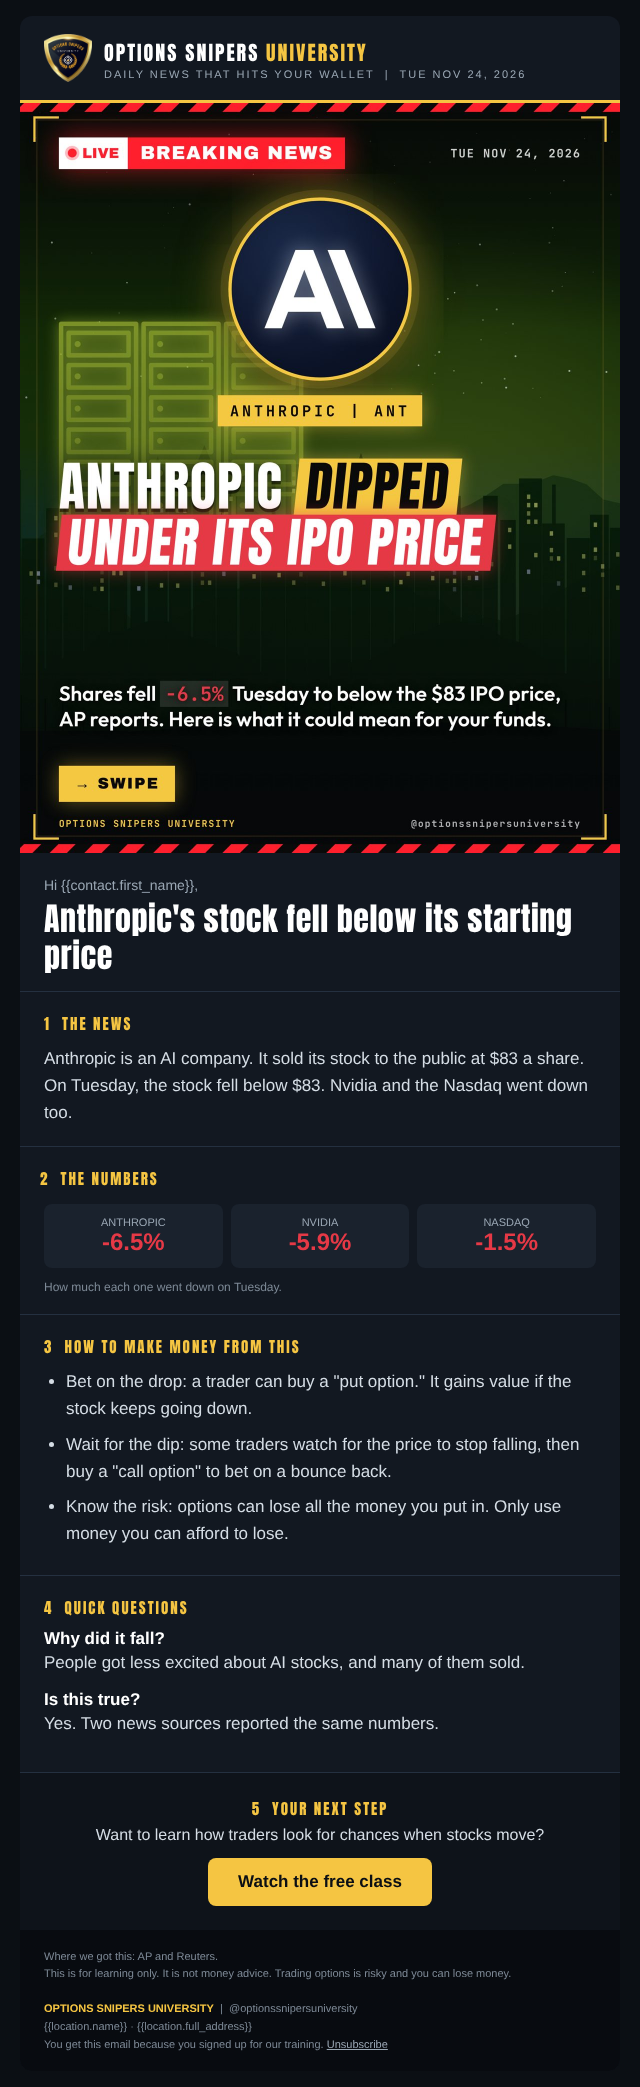 OPTIONS SNIPERS UNIVERSITY
DAILY NEWS THAT HITS YOUR WALLET | TUE NOV 24, 2026
LIVE BREAKING NEWS
TUE NOV 24, 2026
AI
ANTHROPIC | ANT
ANTHROPIC DIPPED
UNDER ITS IPO PRICE
Shares fell -6.5% Tuesday to below the $83 IPO price,
AP reports. Here is what it could mean for your funds.
→ SWIPE
OPTIONS SNIPERS UNIVERSITY
@optionssnipersuniversity
Hi {{contact.first_name}},
Anthropic's stock fell below its starting
price
1 THE NEWS
Anthropic is an AI company. It sold its stock to the public at $83 a share.
On Tuesday, the stock fell below $83. Nvidia and the Nasdaq went down
too.
2 THE NUMBERS
ANTHROPIC
-6.5%
NVIDIA
-5.9%
NASDAQ
-1.5%
How much each one went down on Tuesday.
3 HOW TO MAKE MONEY FROM THIS
• Bet on the drop: a trader can buy a "put option." It gains value if the
stock keeps going down.
• Wait for the dip: some traders watch for the price to stop falling, then
buy a "call option" to bet on a bounce back.
• Know the risk: options can lose all the money you put in. Only use
money you can afford to lose.
4 QUICK QUESTIONS
Why did it fall?
People got less excited about AI stocks, and many of them sold.
Is this true?
Yes. Two news sources reported the same numbers.
5 YOUR NEXT STEP
Want to learn how traders look for chances when stocks move?
Watch the free class
Where we got this: AP and Reuters.
This is for learning only. It is not money advice. Trading options is risky and you can lose money.
OPTIONS SNIPERS UNIVERSITY | @optionssnipersuniversity
{{location.name}} · {{location.full_address}}
You get this email because you signed up for our training. Unsubscribe